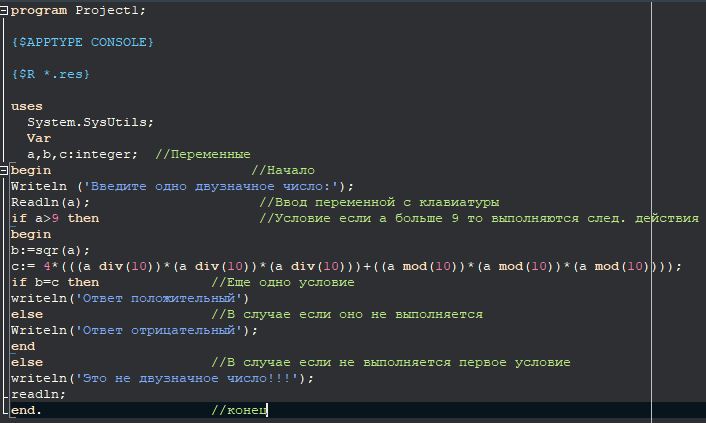 program Project1;
{$APPTYPE CONSOLE}
{$R *.res}
uses
System.SysUtils;
Var
a,b,c:integer; //Переменные
begin //Начало
Writeln ('Введите одно двузначное число:');
Readln(a); //Ввод переменной с клавиатуры
if a>9 then //Условие если а больше 9 то выполняются след. действия
begin
b:=sqr(a);
c:= 4*(((a div(10))*(a div(10))*(a div(10)))+((a mod(10))*(a mod(10))*(a mod(10))));
if b=c then //Еще одно условие
writeln('Ответ положительный')
else //В случае если оно не выполняется
Writeln('Ответ отрицательный');
end
else //В случае если не выполняется первое условие
writeln('Это не двузначное число!!!');
readln;
end. //конец